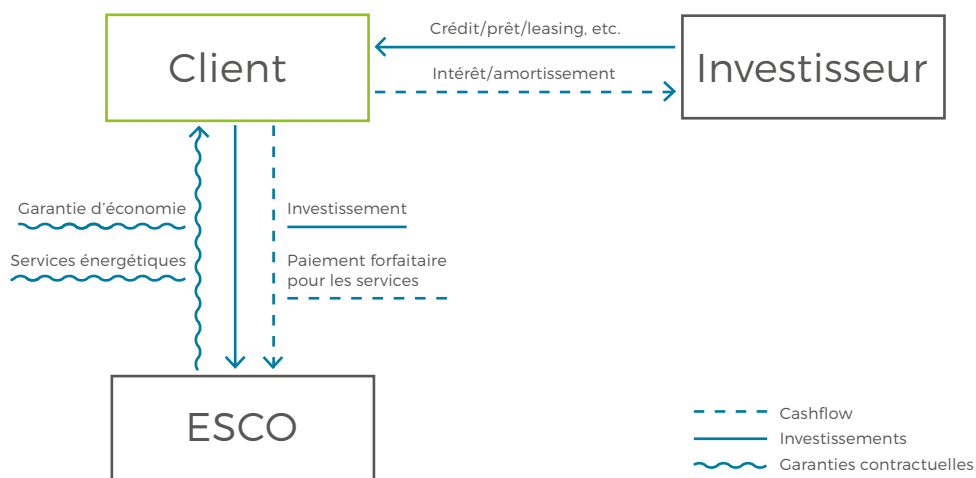 Crédit/prêt/leasing, etc.
Client
Investisseur
Intérêt/amortissement
Garantie d'économie
Investissement
Services énergétiques
Paiement forfaitaire
pour les services
ESCO
Cashflow
Investissements
Garanties contractuelles